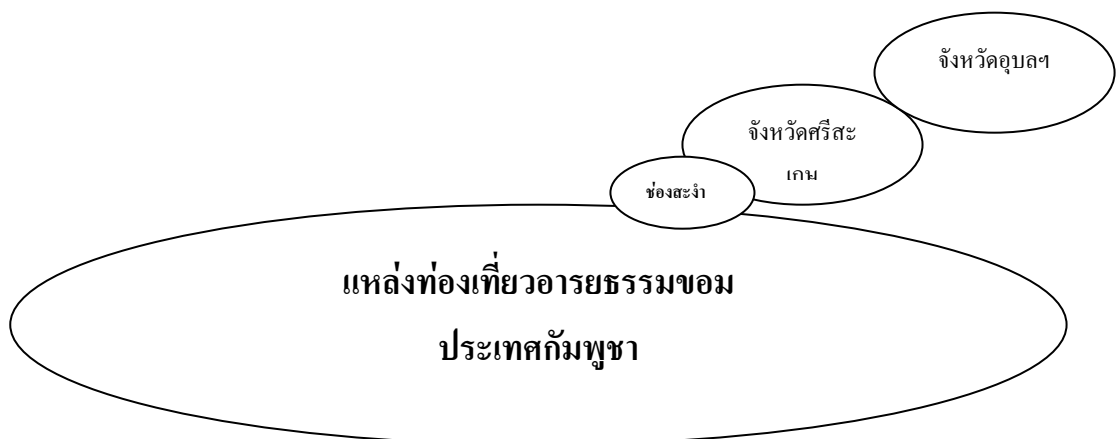 จังหวัดอุบลฯ
จังหวัดศรีสะ
เกษ
ช่องสะงำ
แหล่งท่องเที่ยวอารยธรรมขอม
ประเทศกัมพูชา